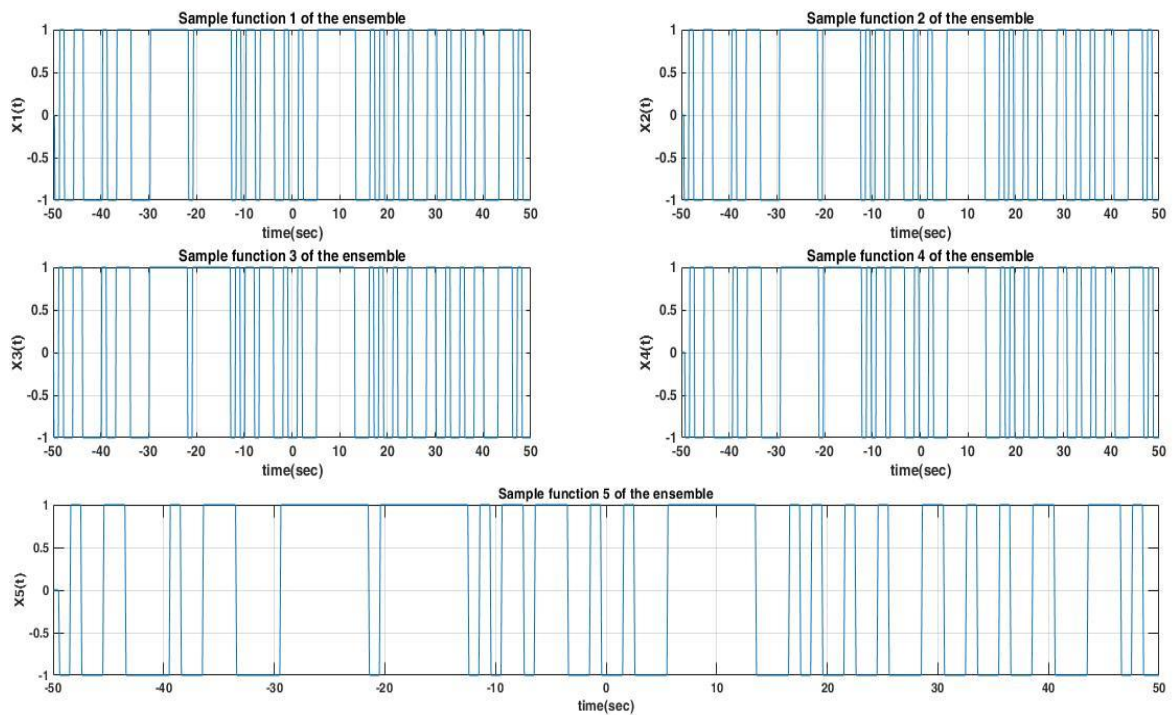 Sample function 1 of the ensemble
X1(t)
1
0.5
0
-0.5
-1
-50 -40 -30 -20 -10 0 10 20 30 40 50
time(sec)
Sample function 2 of the ensemble
X2(t)
1
0.5
0
-0.5
-1
-50 -40 -30 -20 -10 0 10 20 30 40 50
time(sec)
Sample function 3 of the ensemble
X3(t)
1
0.5
0
-0.5
-1
-50 -40 -30 -20 -10 0 10 20 30 40 50
time(sec)
Sample function 4 of the ensemble
X4(t)
1
0.5
0
-0.5
-1
-50 -40 -30 -20 -10 0 10 20 30 40 50
time(sec)
Sample function 5 of the ensemble
X5(t)
1
0.5
0
-0.5
-1
-50 -40 -30 -20 -10 0 10 20 30 40 50
time(sec)